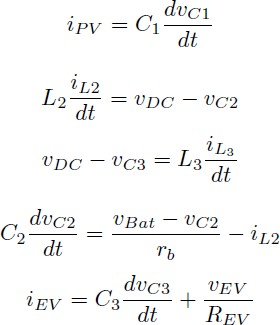 i_{PV} = C_1 \frac{dv_{C1}}{dt}
L_2 \frac{i_{L2}}{dt} = v_{DC} - v_{C2}
v_{DC} - v_{C3} = L_3 \frac{i_{L_3}}{dt}
C_2 \frac{dv_{C2}}{dt} = \frac{v_{Bat} - v_{C2}}{r_b} - i_{L2}
i_{EV} = C_3 \frac{dv_{C3}}{dt} + \frac{v_{EV}}{R_{EV}}